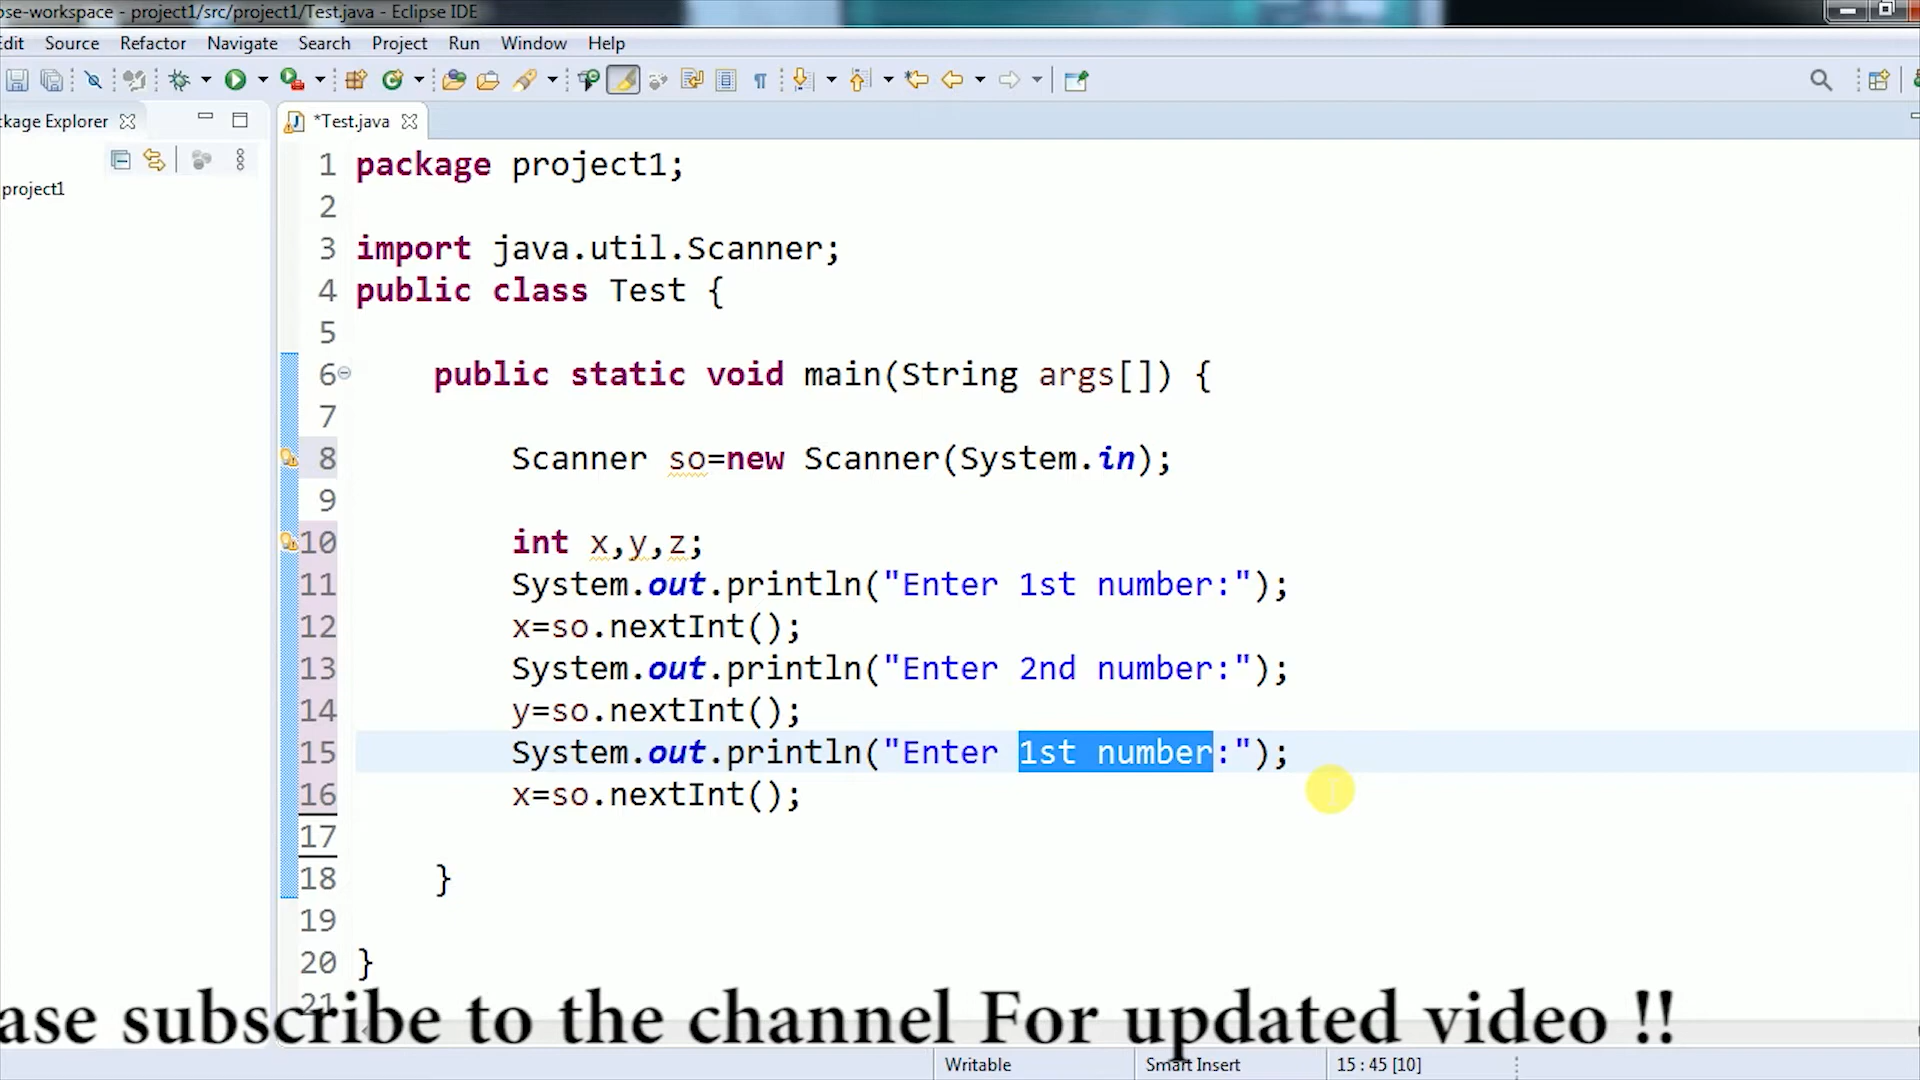 ose-workspace - project1/src/project1/Test.java - Eclipse IDE
Edit Source Refactor Navigate Search Project Run Window Help
ckage Explorer
*Test.java
project1
1 package project1;
2
3 import java.util.Scanner;
4 public class Test {
5
6 public static void main(String args[]) {
7
8 Scanner so=new Scanner(System.in);
9
10 int x,y,z;
11 System.out.println("Enter 1st number:");
12 x=so.nextInt();
13 System.out.println("Enter 2nd number:");
14 y=so.nextInt();
15 System.out.println("Enter 1st number:");
16 x=so.nextInt();
17
18 }
19
20 }
21
ase subscribe to the channel For updated video !!
Writable Smart Insert 15 : 45 [10]